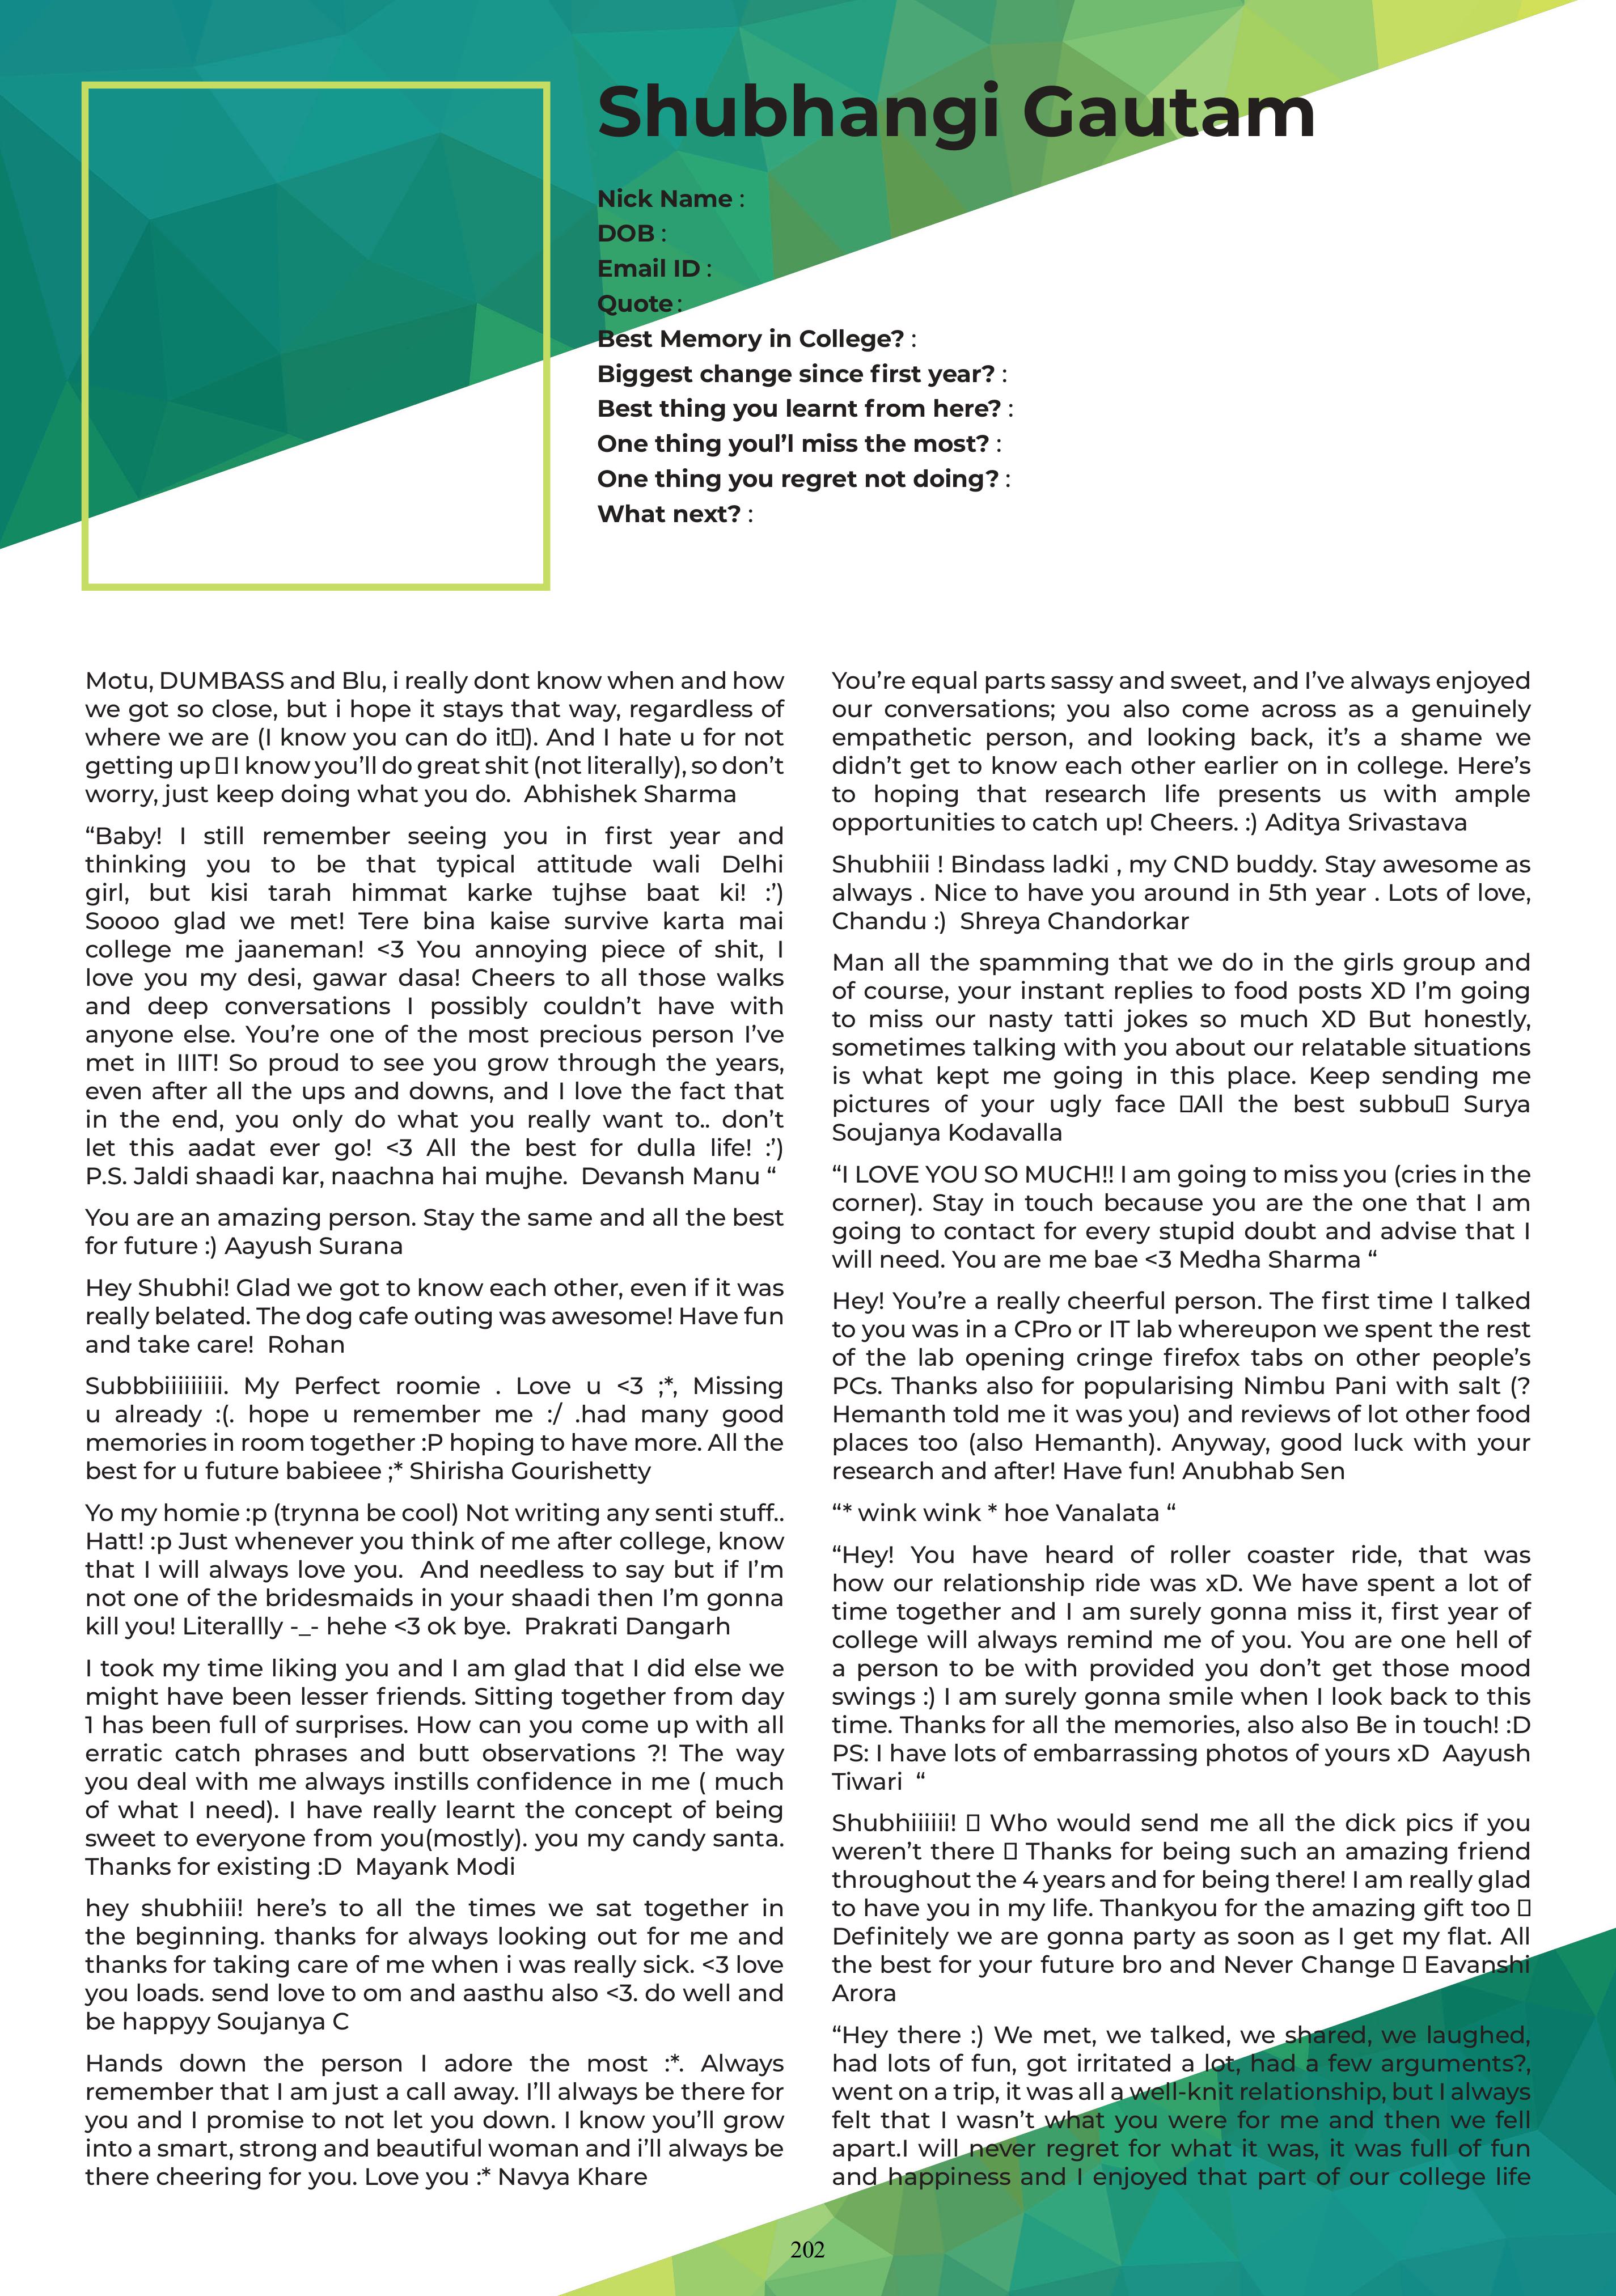 Shubhangi Gautam
Nick Name :
DOB :
Email ID :
Quote :
Best Memory in College? :
Biggest change since first year? :
Best thing you learnt from here? :
One thing youl’l miss the most? :
One thing you regret not doing? :
What next? :
Motu, DUMBASS and Blu, i really dont know when and how
we got so close, but i hope it stays that way, regardless of
where we are (I know you can do it▯). And I hate u for not
getting up ▯ I know you’ll do great shit (not literally), so don’t
worry, just keep doing what you do.  Abhishek Sharma
“Baby! I still remember seeing you in first year and
thinking you to be that typical attitude wali Delhi
girl, but kisi tarah himmat karke tujhse baat ki! :’)
Soooo glad we met! Tere bina kaise survive karta mai
college me jaaneman! <3 You annoying piece of shit, I
love you my desi, gawar dasa! Cheers to all those walks
and deep conversations I possibly couldn’t have with
anyone else. You’re one of the most precious person I’ve
met in IIIT! So proud to see you grow through the years,
even after all the ups and downs, and I love the fact that
in the end, you only do what you really want to.. don’t
let this aadat ever go! <3 All the best for dulla life! :’)
P.S. Jaldi shaadi kar, naachna hai mujhe.  Devansh Manu “
You are an amazing person. Stay the same and all the best
for future :) Aayush Surana
Hey Shubhi! Glad we got to know each other, even if it was
really belated. The dog cafe outing was awesome! Have fun
and take care!  Rohan
Subbbiiiiiiiii. My Perfect roomie . Love u <3 ;*, Missing
u already :(. hope u remember me :/ .had many good
memories in room together :P hoping to have more. All the
best for u future babieee ;* Shirisha Gourishetty
Yo my homie :p (trynna be cool) Not writing any senti stuff..
Hatt! :p Just whenever you think of me after college, know
that I will always love you.  And needless to say but if I’m
not one of the bridesmaids in your shaadi then I’m gonna
kill you! Literallly -_- hehe <3 ok bye.  Prakrati Dangarh
I took my time liking you and I am glad that I did else we
might have been lesser friends. Sitting together from day
1 has been full of surprises. How can you come up with all
erratic catch phrases and butt observations ?! The way
you deal with me always instills confidence in me ( much
of what I need). I have really learnt the concept of being
sweet to everyone from you(mostly). you my candy santa.
Thanks for existing :D  Mayank Modi
hey shubhiii! here’s to all the times we sat together in
the beginning. thanks for always looking out for me and
thanks for taking care of me when i was really sick. <3 love
you loads. send love to om and aasthu also <3. do well and
be happyy Soujanya C
Hands down the person I adore the most :*. Always
remember that I am just a call away. I’ll always be there for
you and I promise to not let you down. I know you’ll grow
into a smart, strong and beautiful woman and i’ll always be
there cheering for you. Love you :* Navya Khare
You’re equal parts sassy and sweet, and I’ve always enjoyed
our conversations; you also come across as a genuinely
empathetic person, and looking back, it’s a shame we
didn’t get to know each other earlier on in college. Here’s
to hoping that research life presents us with ample
opportunities to catch up! Cheers. :) Aditya Srivastava
Shubhiii ! Bindass ladki , my CND buddy. Stay awesome as
always . Nice to have you around in 5th year . Lots of love,
Chandu :)  Shreya Chandorkar
Man all the spamming that we do in the girls group and
of course, your instant replies to food posts XD I’m going
to miss our nasty tatti jokes so much XD But honestly,
sometimes talking with you about our relatable situations
is what kept me going in this place. Keep sending me
pictures of your ugly face ▯All the best subbu▯ Surya
Soujanya Kodavalla
“I LOVE YOU SO MUCH!! I am going to miss you (cries in the
corner). Stay in touch because you are the one that I am
going to contact for every stupid doubt and advise that I
will need. You are me bae <3 Medha Sharma “
Hey! You’re a really cheerful person. The first time I talked
to you was in a CPro or IT lab whereupon we spent the rest
of the lab opening cringe firefox tabs on other people’s
PCs. Thanks also for popularising Nimbu Pani with salt (?
Hemanth told me it was you) and reviews of lot other food
places too (also Hemanth). Anyway, good luck with your
research and after! Have fun! Anubhab Sen
“* wink wink * hoe Vanalata “
“Hey! You have heard of roller coaster ride, that was
how our relationship ride was xD. We have spent a lot of
time together and I am surely gonna miss it, first year of
college will always remind me of you. You are one hell of
a person to be with provided you don’t get those mood
swings :) I am surely gonna smile when I look back to this
time. Thanks for all the memories, also also Be in touch! :D
PS: I have lots of embarrassing photos of yours xD  Aayush
Tiwari  “
Shubhiiiiii! ▯ Who would send me all the dick pics if you
weren’t there ▯ Thanks for being such an amazing friend
throughout the 4 years and for being there! I am really glad
to have you in my life. Thankyou for the amazing gift too ▯
Definitely we are gonna party as soon as I get my flat. All
the best for your future bro and Never Change ▯ Eavanshi
Arora
“Hey there :) We met, we talked, we shared, we laughed,
had lots of fun, got irritated a lot, had a few arguments?,
went on a trip, it was all a well-knit relationship, but I always
felt that I wasn’t what you were for me and then we fell
apart.I will never regret for what it was, it was full of fun
and happiness and I enjoyed that part of our college life
202